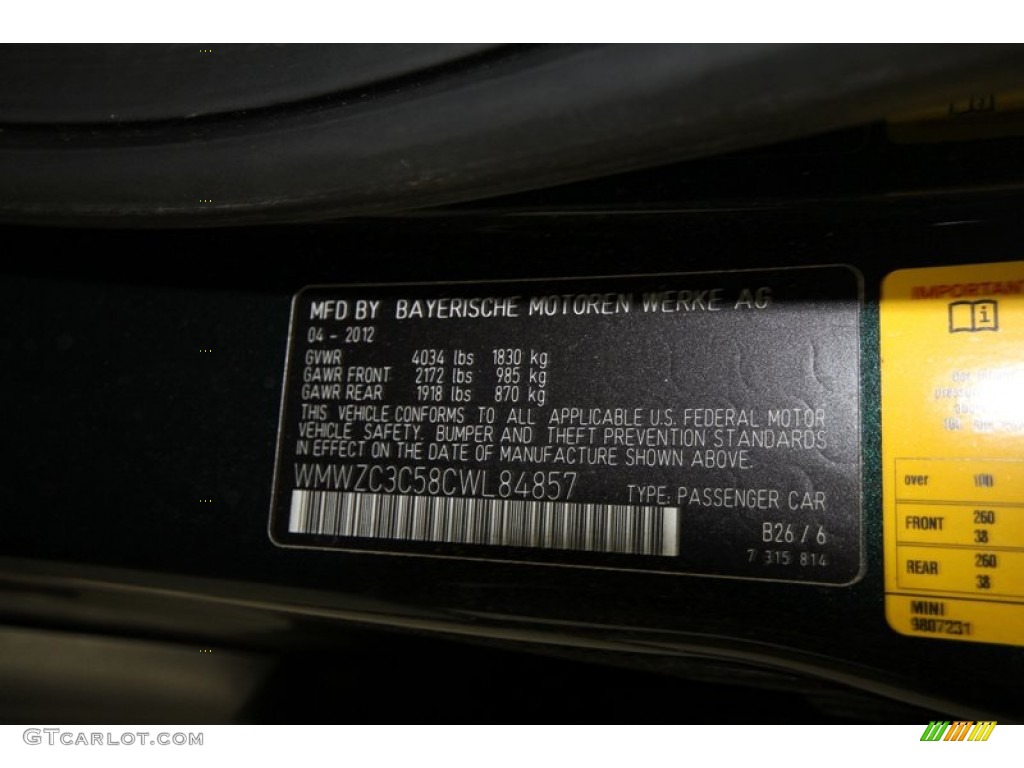 MFD BY BAYERISCHE MOTOREN WERKE AG
04 - 2012
GVWR 4034 lbs 1830 kg
GAWR FRONT 2172 lbs 985 kg
GAWR REAR 1918 lbs 870 kg
THIS VEHICLE CONFORMS TO ALL APPLICABLE U.S. FEDERAL MOTOR
VEHICLE SAFETY. BUMPER AND THEFT PREVENTION STANDARDS
IN EFFECT ON THE DATE OF MANUFACTURE SHOWN ABOVE.
WMWZC3C58CWL84857
TYPE: PASSENGER CAR
B26 / 6
7 315 814
IMPORTANT
over 100
FRONT 260
38
REAR 260
38
MINI
9807231
GTCarlot.com